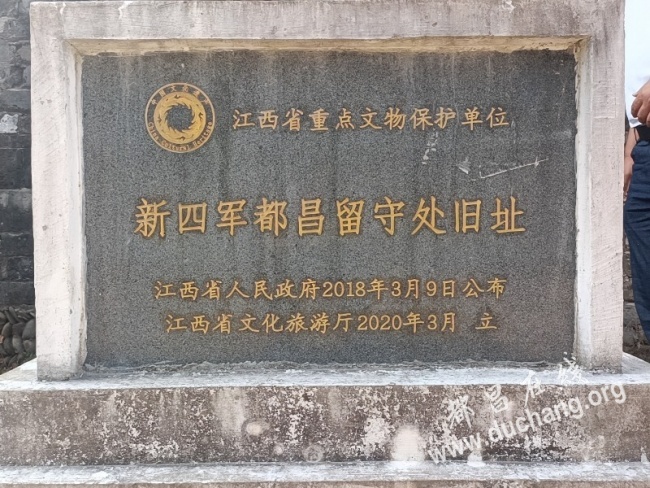 江西省重点文物保护单位
新四军都昌留守处旧址
江西省人民政府2018年3月9日公布
江西省文化旅游厅2020年3月 立
都昌在线
www.duchang.org